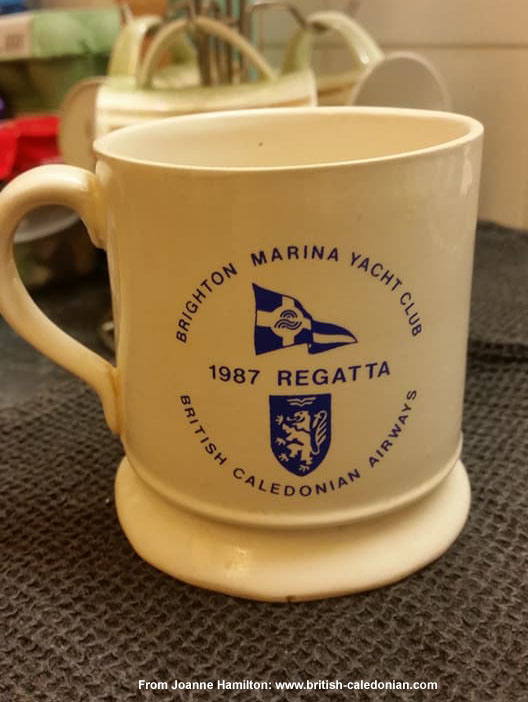 BRIGHTON MARINA YACHT CLUB
1987 REGATTA
BRITISH CALEDONIAN AIRWAYS
From Joanne Hamilton: www.british-caledonian.com